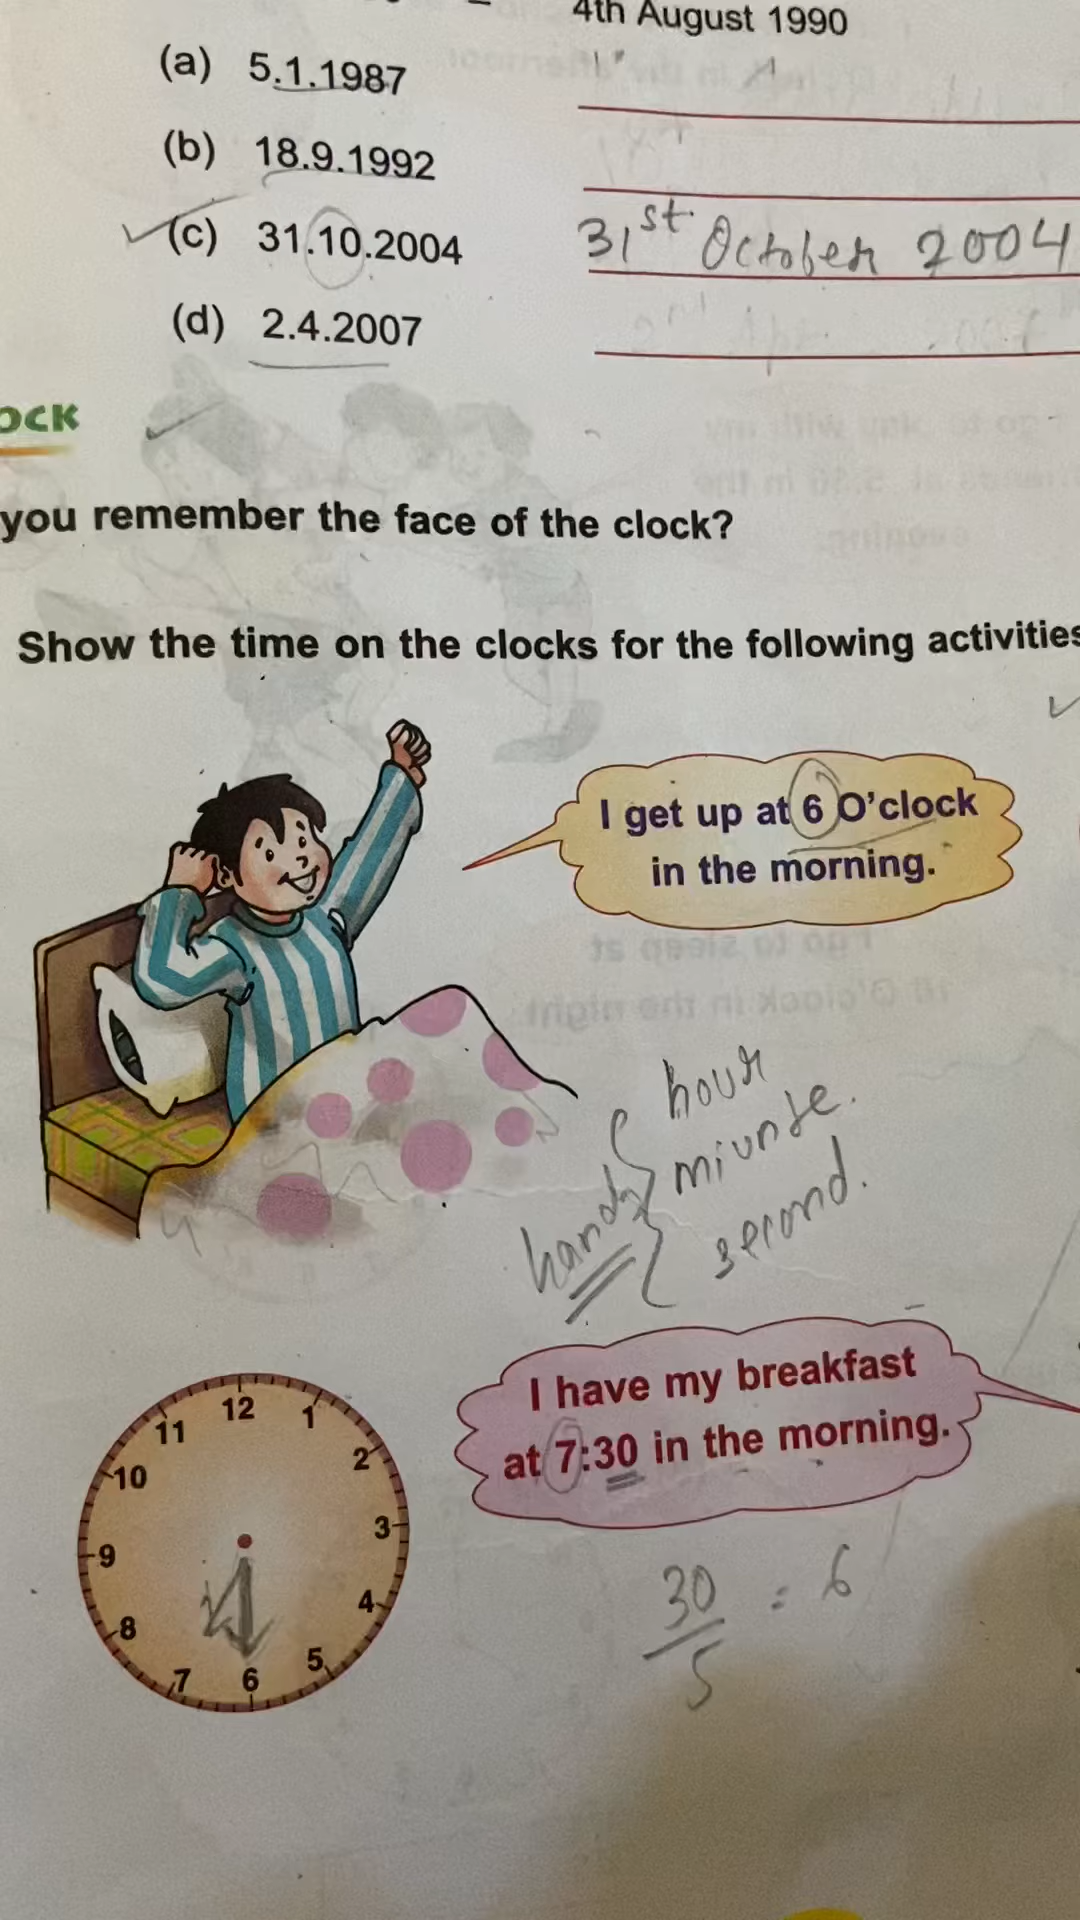 4th August 1990
(a) 5.1.1987
(b) 18.9.1992
(c) 31.10.2004 31st October 2004
(d) 2.4.2007
OCK
you remember the face of the clock?
Show the time on the clocks for the following activities
I get up at 6 O'clock
in the morning.
hour
hands miunte.
second.
I have my breakfast
at 7:30 in the morning.
30/5 = 6
12
11 1
10 2
9 3
8 4
7 6 5